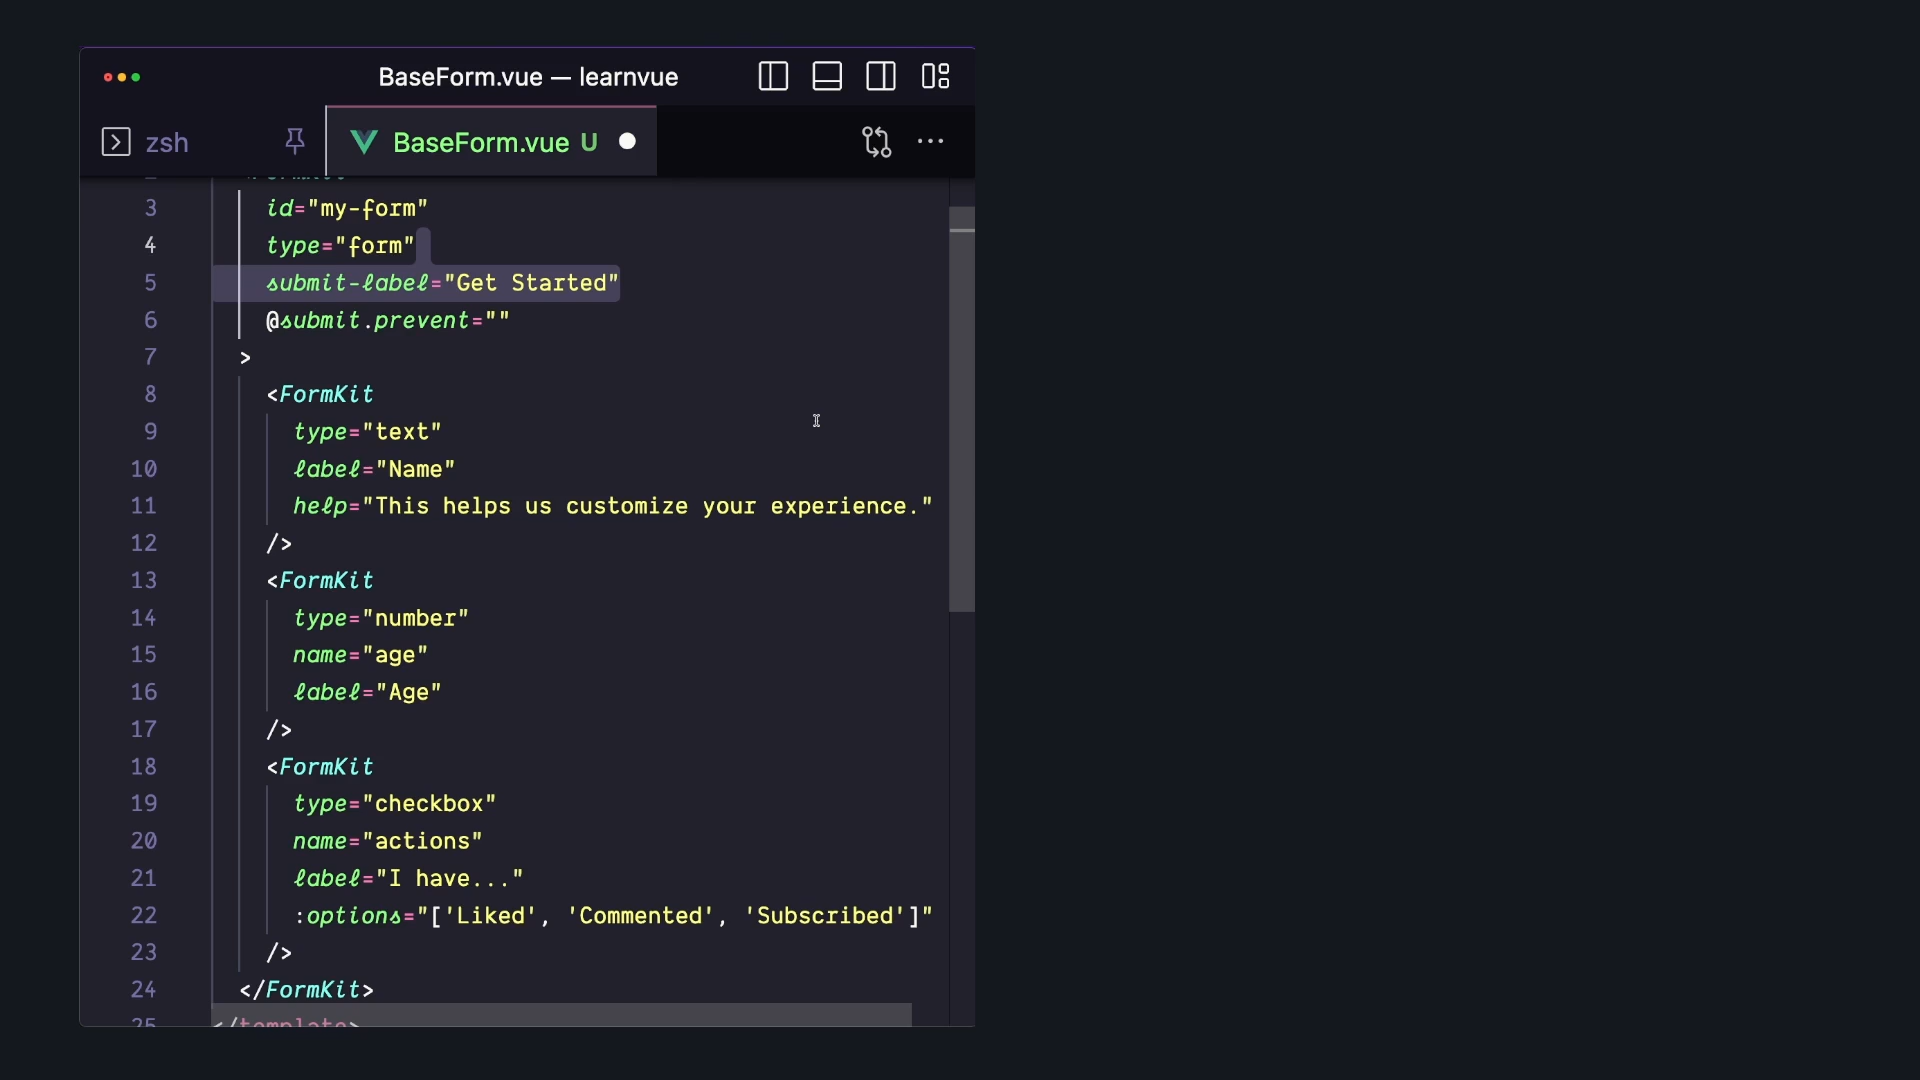 BaseForm.vue — learnvue
zsh
BaseForm.vue U
3 id="my-form"
4 type="form"
5 submit-label="Get Started"
6 @submit.prevent=""
7 >
8 <FormKit
9 type="text"
10 label="Name"
11 help="This helps us customize your experience."
12 />
13 <FormKit
14 type="number"
15 name="age"
16 label="Age"
17 />
18 <FormKit
19 type="checkbox"
20 name="actions"
21 label="I have..."
22 :options="['Liked', 'Commented', 'Subscribed']"
23 />
24 </FormKit>
25 </template>